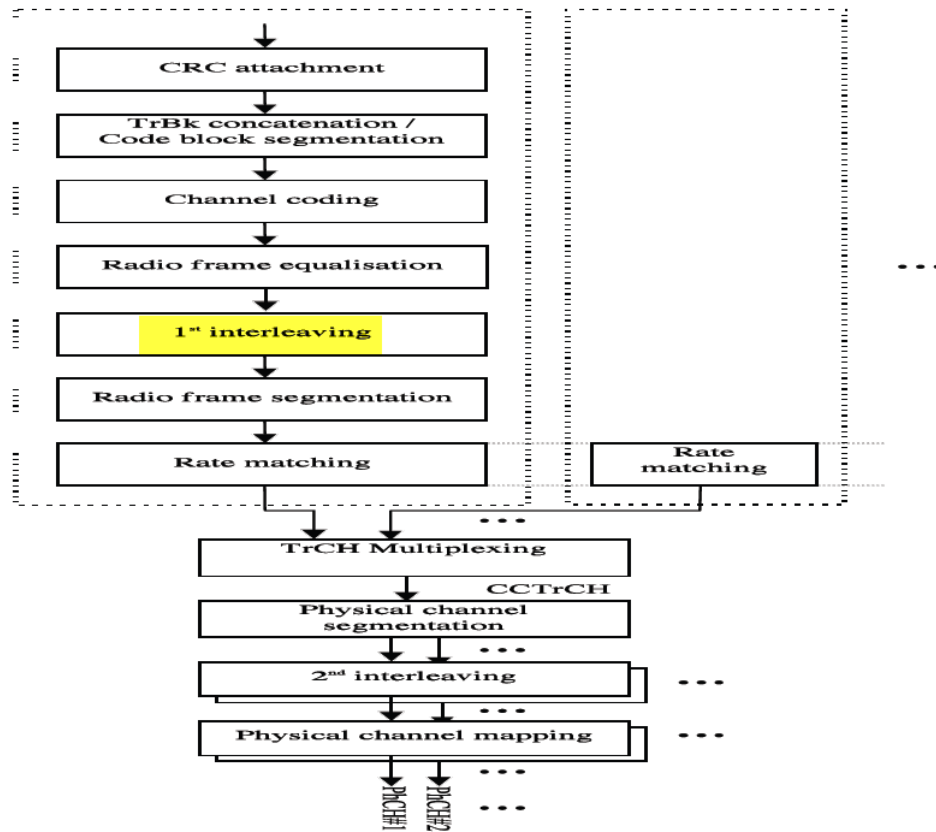 CRC attachment
TrBk concatenation /
Code block segmentation
Channel coding
Radio frame equalisation
1st interleaving
Radio frame segmentation
Rate matching
Rate
matching
TrCH Multiplexing
CCTrCH
Physical channel
segmentation
2nd interleaving
Physical channel mapping
PhCH#1
PhCH#2